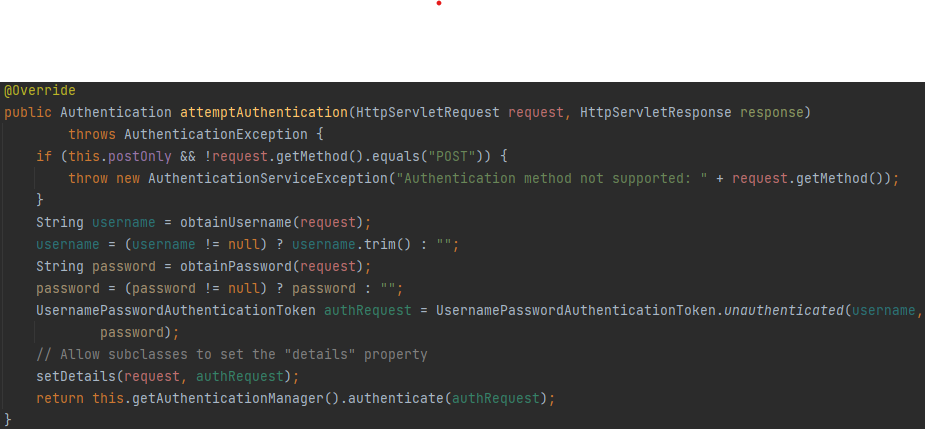 @Override
public Authentication attemptAuthentication(HttpServletRequest request, HttpServletResponse response)
        throws AuthenticationException {
    if (this.postOnly && !request.getMethod().equals("POST")) {
        throw new AuthenticationServiceException("Authentication method not supported: " + request.getMethod());
    }
    String username = obtainUsername(request);
    username = (username != null) ? username.trim() : "";
    String password = obtainPassword(request);
    password = (password != null) ? password : "";
    UsernamePasswordAuthenticationToken authRequest = UsernamePasswordAuthenticationToken.unauthenticated(username,
            password);
    // Allow subclasses to set the "details" property
    setDetails(request, authRequest);
    return this.getAuthenticationManager().authenticate(authRequest);
}